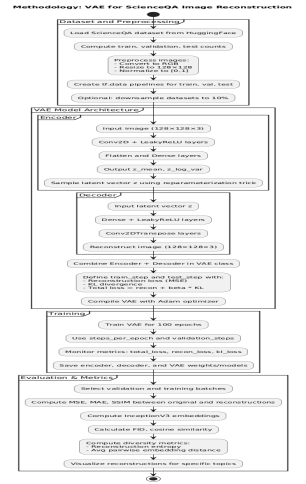 Methodology: VAE for ScienceQA Image Reconstruction
Dataset and Preprocessing
Load ScienceQA dataset from HuggingFace
Compute train, validation, test counts
Preprocess images:
- Convert to RGB
- Resize to 128×128
- Normalize to [0,1]
Create tf.data pipelines for train, val, test
Optional: downsample datasets to 10%
VAE Model Architecture
Encoder
Input image (128×128×3)
Conv2D + LeakyReLU layers
Flatten and Dense layers
Output z_mean, z_log_var
Sample latent vector z using reparameterization trick
Decoder
Input latent vector z
Dense + LeakyReLU layers
Conv2DTranspose layers
Reconstruct image (128×128×3)
Combine Encoder + Decoder in VAE class
Define train_step and test_step with:
- Reconstruction loss (MSE)
- KL divergence
- Total loss = recon + beta * KL
Compile VAE with Adam optimizer
Training
Train VAE for 100 epochs
Use steps_per_epoch and validation_steps
Monitor metrics: total_loss, recon_loss, kl_loss
Save encoder, decoder, and VAE weights/models
Evaluation & Metrics
Select validation and training batches
Compute MSE, MAE, SSIM between original and reconstructions
Compute InceptionV3 embeddings
Calculate FID, cosine similarity
Compute diversity metrics:
- Reconstruction entropy
- Avg pairwise embedding distance
Visualize reconstructions for specific topics